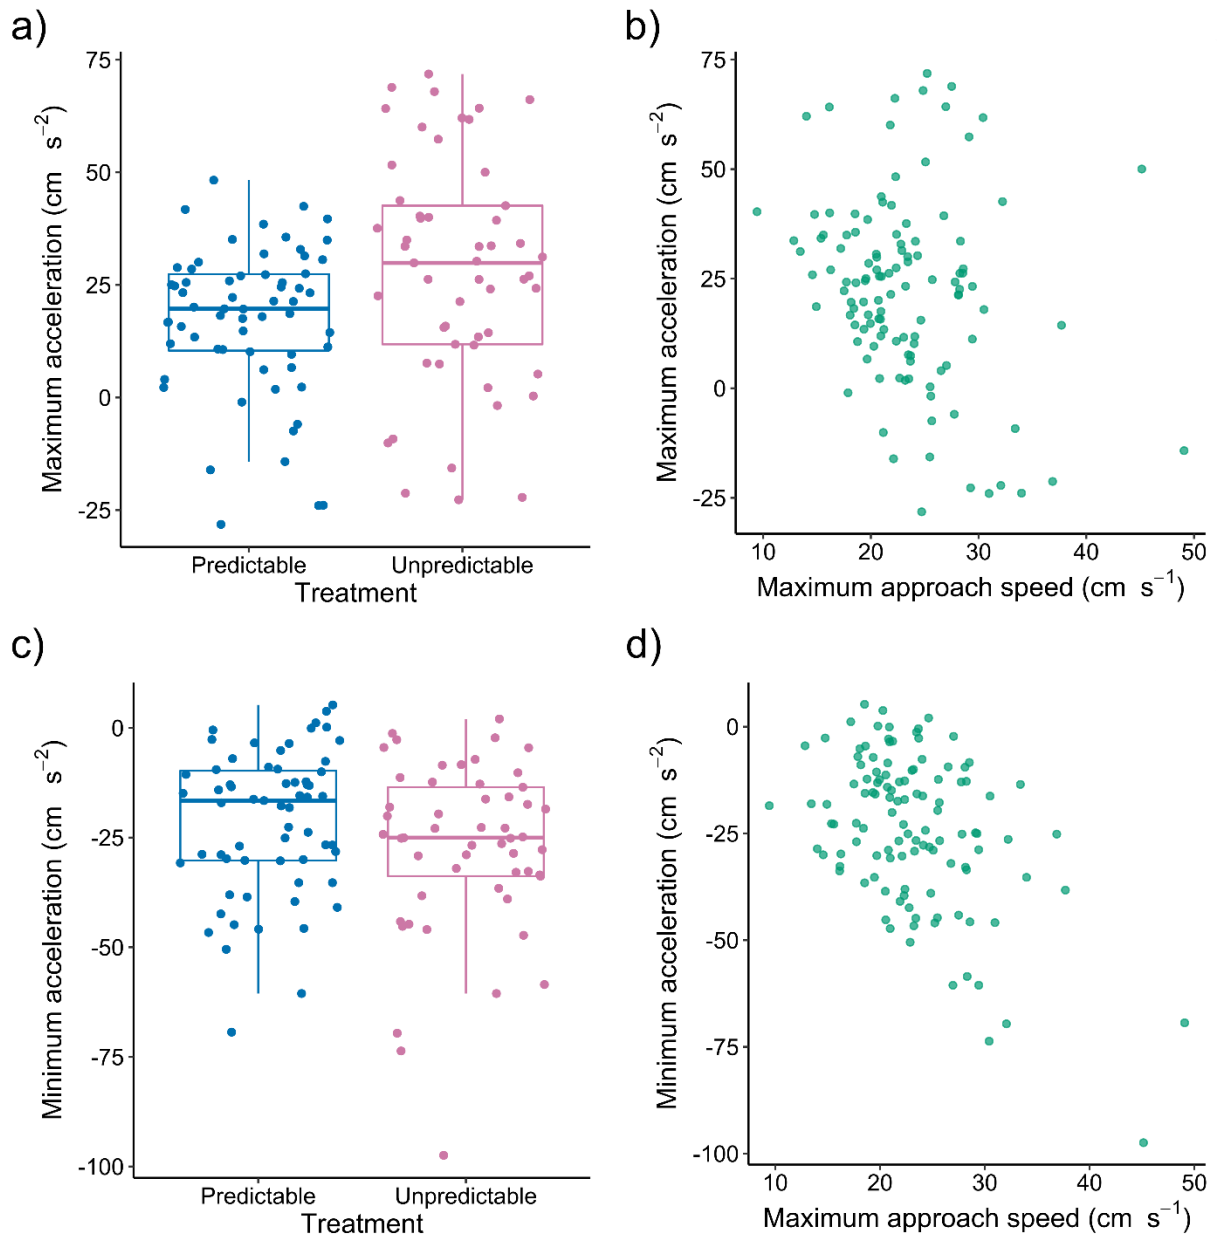 a)
75
50
25
0
-25
Maximum acceleration (cm s⁻²)
Predictable
Unpredictable
Treatment
b)
75
50
25
0
-25
Maximum acceleration (cm s⁻²)
10
20
30
40
50
Maximum approach speed (cm s⁻¹)
c)
0
-25
-50
-75
-100
Minimum acceleration (cm s⁻²)
Predictable
Unpredictable
Treatment
d)
0
-25
-50
-75
-100
Minimum acceleration (cm s⁻²)
10
20
30
40
50
Maximum approach speed (cm s⁻¹)